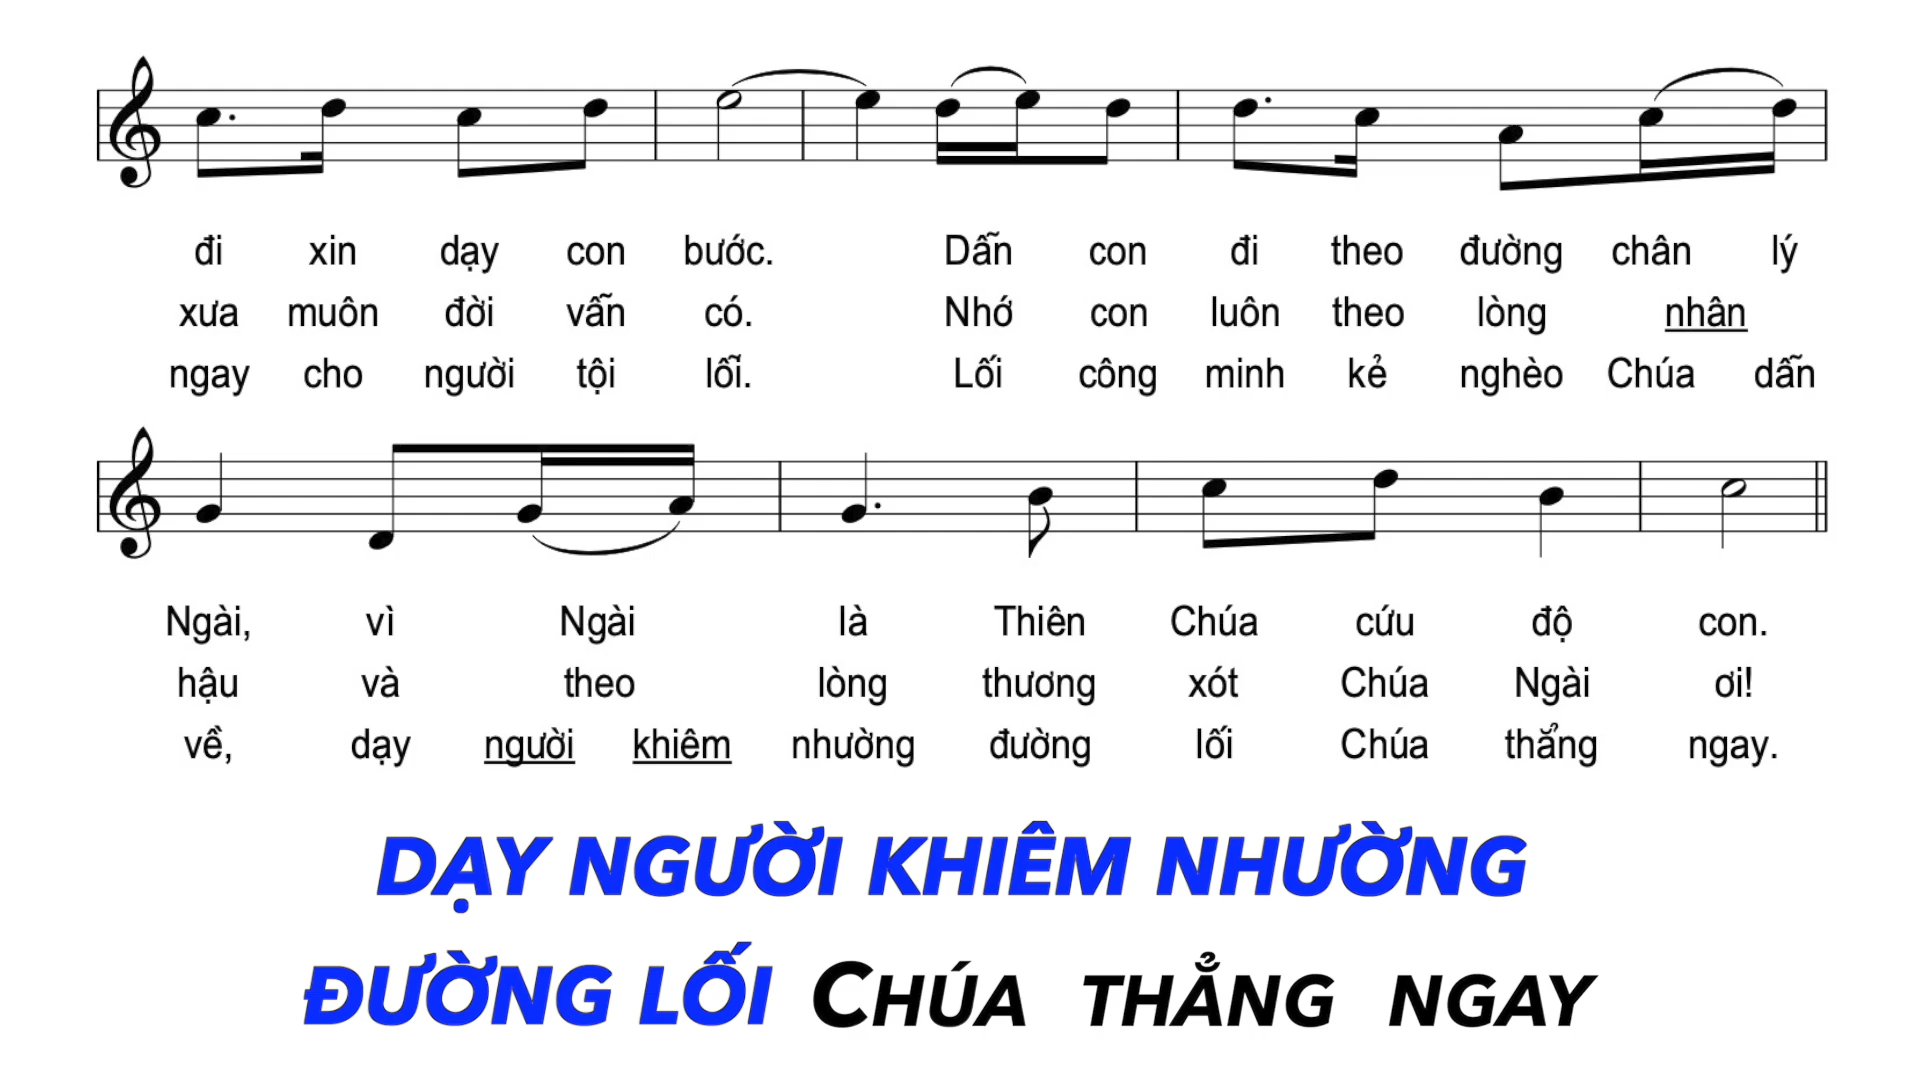 đi xin dạy con bước. Dẫn con đi theo đường chân lý
xưa muôn đời vẫn có. Nhớ con luôn theo lòng nhân
ngay cho người tội lỗi. Lối công minh kẻ nghèo Chúa dẫn
Ngài, vì Ngài là Thiên Chúa cứu độ con.
hậu và theo lòng thương xót Chúa Ngài ơi!
về, dạy người khiêm nhường đường lối Chúa thẳng ngay.
DẠY NGƯỜI KHIÊM NHƯỜNG
ĐƯỜNG LỐI CHÚA THẲNG NGAY